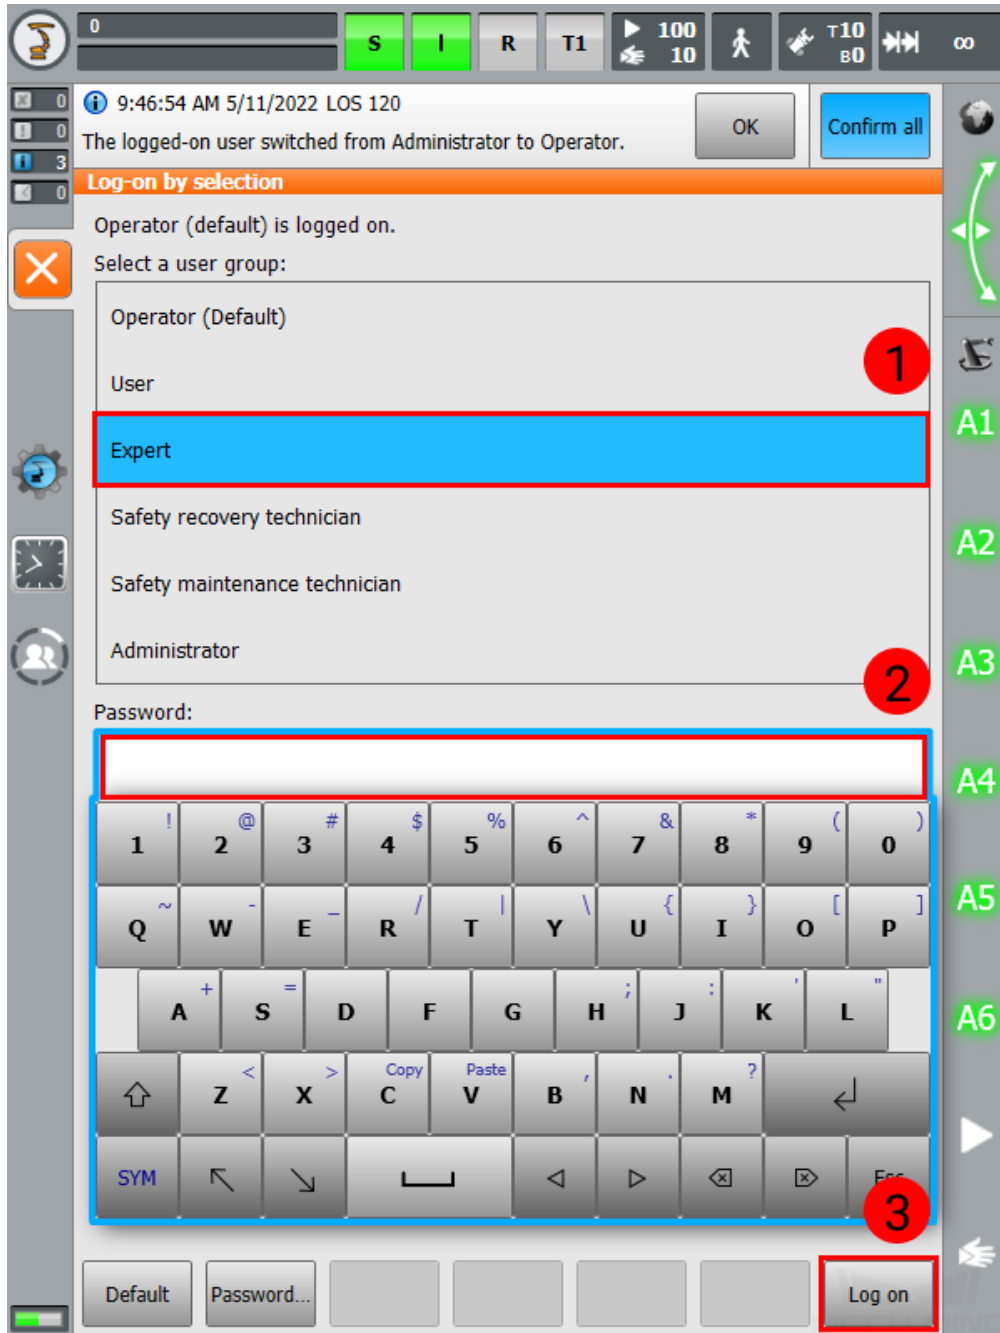 0
S I R T1 100 10 T10 B0 ∞
0
0
3
0
9:46:54 AM 5/11/2022 LOS 120
The logged-on user switched from Administrator to Operator.
OK
Confirm all
Log-on by selection
Operator (default) is logged on.
Select a user group:
Operator (Default)
1
User
Expert
Safety recovery technician
Safety maintenance technician
Administrator
2
Password:
! @ # $ % ^ & * ( )
1 2 3 4 5 6 7 8 9 0
~ - _ / | \ { } [ ]
Q W E R T Y U I O P
+ = ; : ' "
A S D F G H J K L
< > Copy Paste , . ?
Z X C V B N M
SYM
3
Default
Password...
Log on
A1
A2
A3
A4
A5
A6